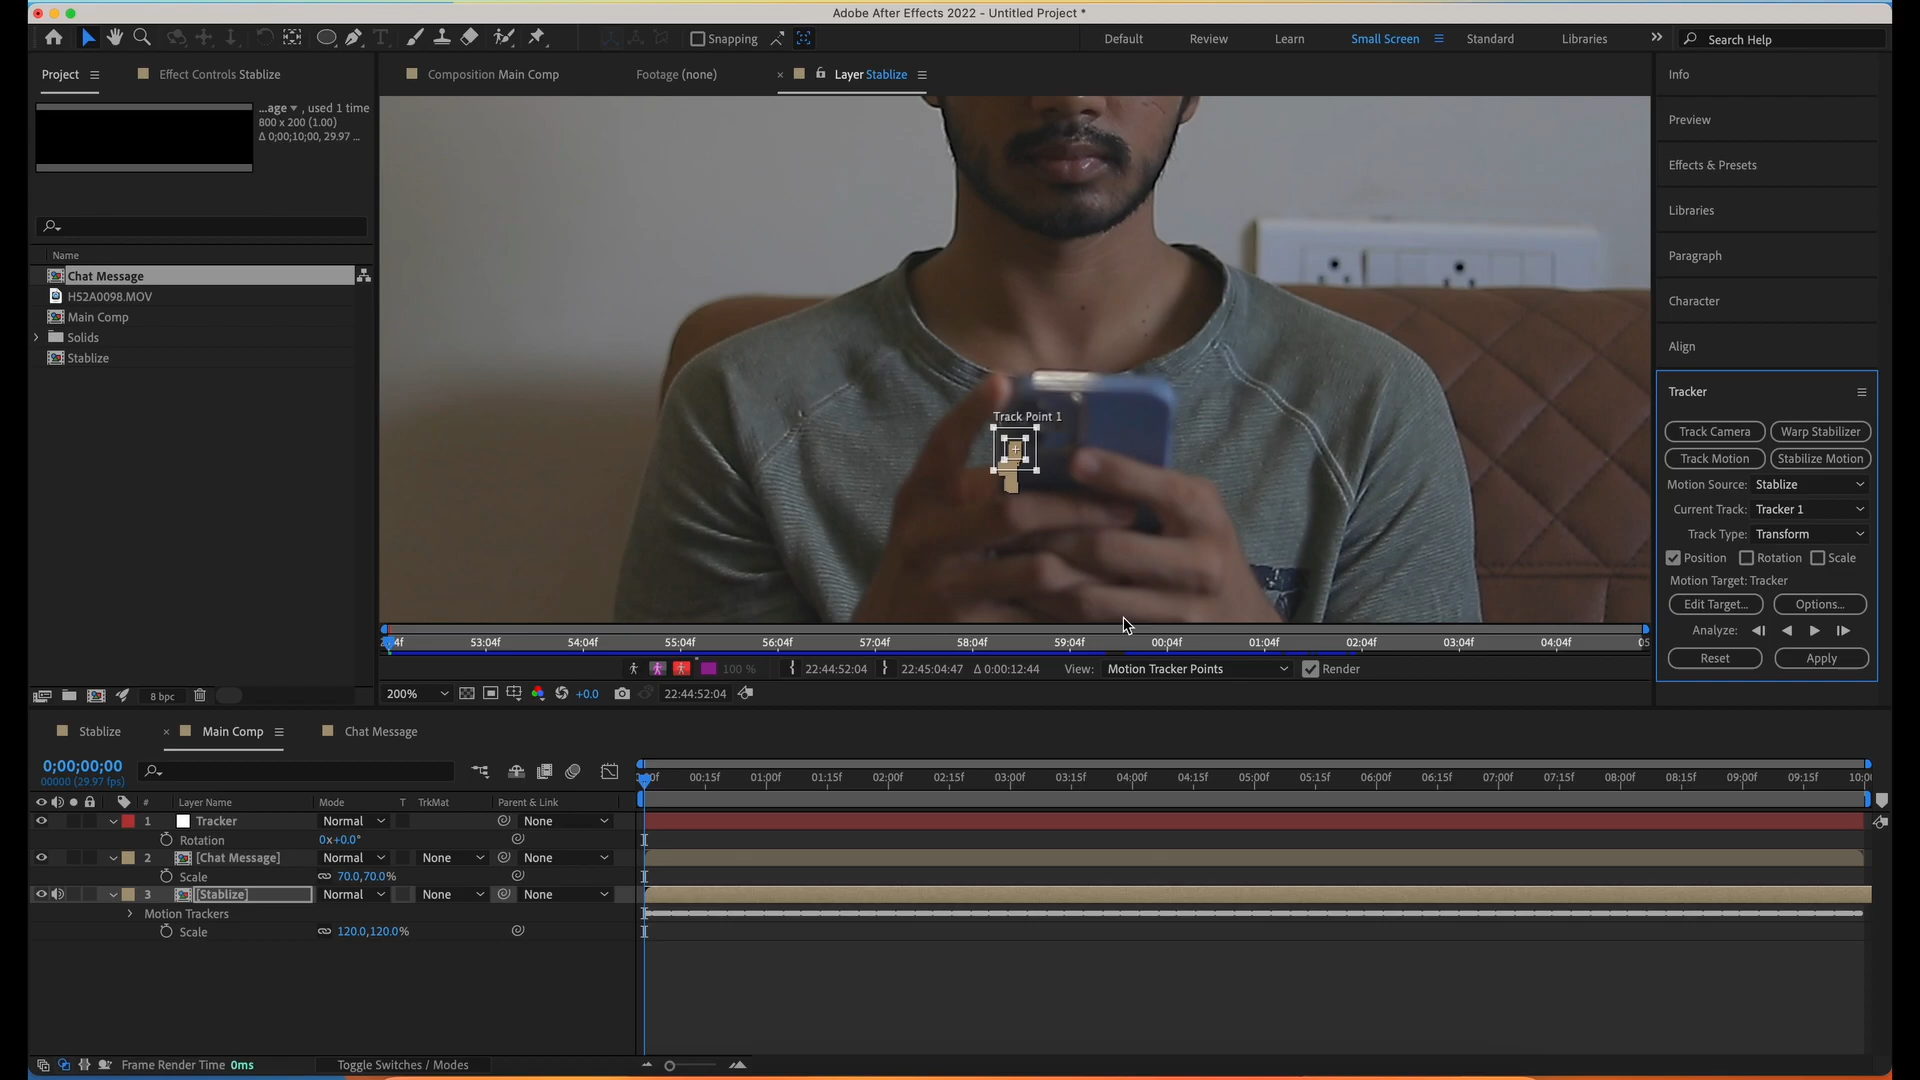 Adobe After Effects 2022 - Untitled Project *
Snapping
Default
Review
Learn
Small Screen
Standard
Libraries
Search Help
Project
Effect Controls Stablize
...age , used 1 time
800 x 200 (1.00)
Δ 0;00;10;00, 29.97 ...
Name
Chat Message
H52A0098.MOV
Main Comp
Solids
Stablize
8 bpc
Composition Main Comp
Footage (none)
Layer Stablize
Track Point 1
53:04f
54:04f
55:04f
56:04f
57:04f
58:04f
59:04f
00:04f
01:04f
02:04f
03:04f
04:04f
05
100 %
22:44:52:04
22:45:04:47
Δ 0:00:12:44
View:
Motion Tracker Points
Render
200%
+0.0
22:44:52:04
Info
Preview
Effects & Presets
Libraries
Paragraph
Character
Align
Tracker
Track Camera
Warp Stabilizer
Track Motion
Stabilize Motion
Motion Source: Stablize
Current Track: Tracker 1
Track Type: Transform
Position
Rotation
Scale
Motion Target: Tracker
Edit Target...
Options...
Analyze:
Reset
Apply
Stablize
Main Comp
Chat Message
0;00;00;00
00000 (29.97 fps)
00:15f
01:00f
01:15f
02:00f
02:15f
03:00f
03:15f
04:00f
04:15f
05:00f
05:15f
06:00f
06:15f
07:00f
07:15f
08:00f
08:15f
09:00f
09:15f
10:0
#
Layer Name
Mode
T
TrkMat
Parent & Link
1
Tracker
Normal
None
Rotation
0x+0.0°
2
[Chat Message]
Normal
None
None
Scale
70.0,70.0%
3
[Stablize]
Normal
None
None
Motion Trackers
Scale
120.0,120.0%
Frame Render Time 0ms
Toggle Switches / Modes